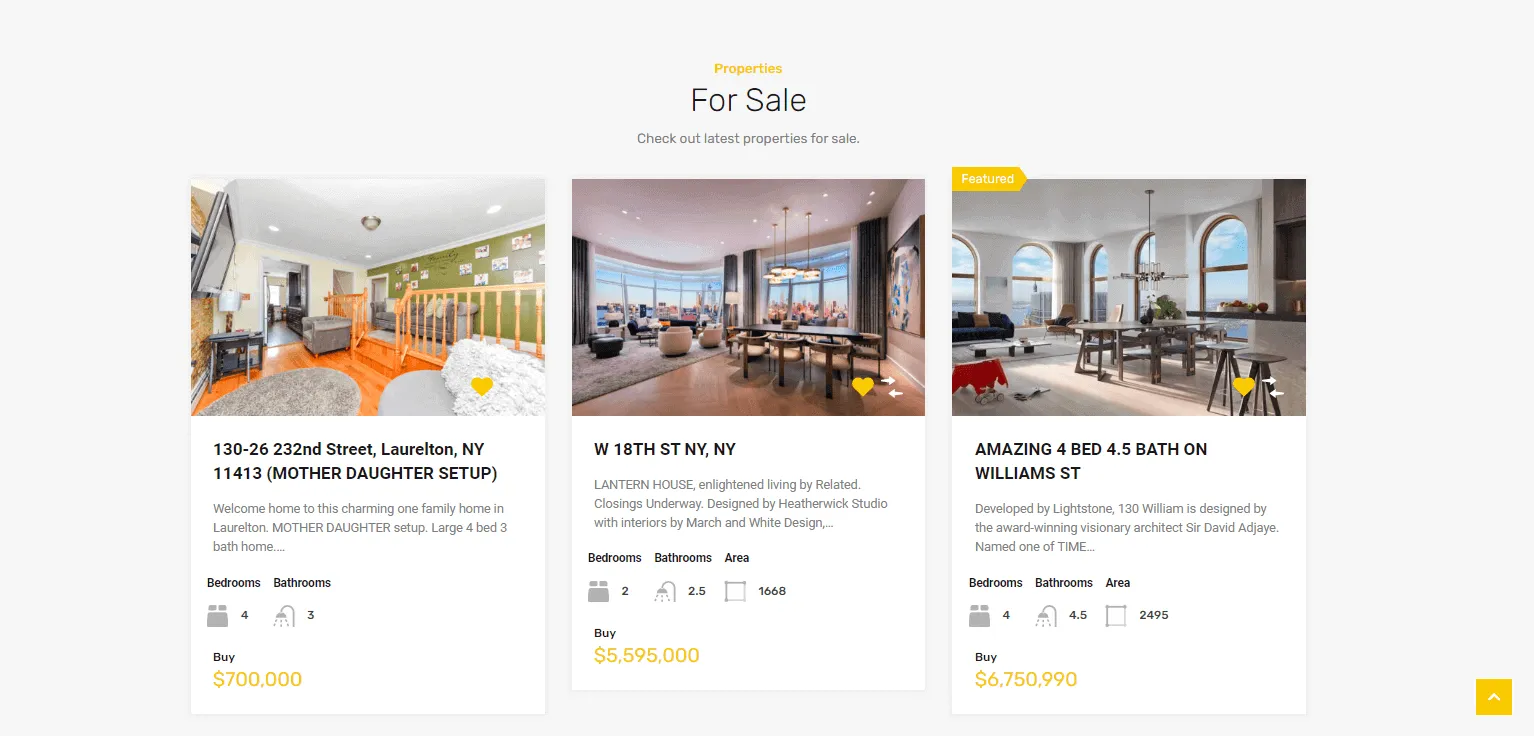 Properties
For Sale
Check out latest properties for sale.
Featured
130-26 232nd Street, Laurelton, NY
11413 (MOTHER DAUGHTER SETUP)
Welcome home to this charming one family home in
Laurelton. MOTHER DAUGHTER setup. Large 4 bed 3
bath home....
Bedrooms Bathrooms
4 3
Buy
$700,000
W 18TH ST NY, NY
LANTERN HOUSE, enlightened living by Related.
Closings Underway. Designed by Heatherwick Studio
with interiors by March and White Design,...
Bedrooms Bathrooms Area
2 2.5 1668
Buy
$5,595,000
AMAZING 4 BED 4.5 BATH ON
WILLIAMS ST
Developed by Lightstone, 130 William is designed by
the award-winning visionary architect Sir David Adjaye.
Named one of TIME...
Bedrooms Bathrooms Area
4 4.5 2495
Buy
$6,750,990